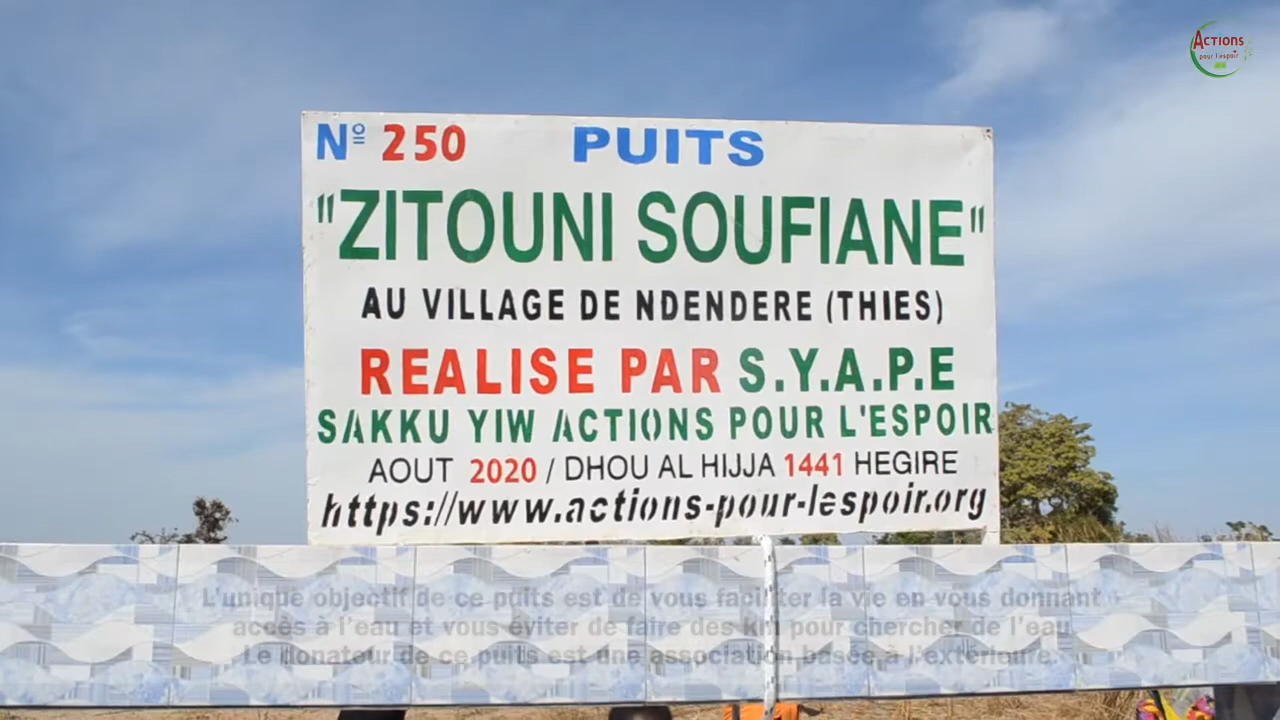 Actions
pour l'espoir
Nº 250 PUITS
"ZITOUNI SOUFIANE"
AU VILLAGE DE NDENDERE (THIES)
REALISE PAR S.Y.A.P.E
SAKKU YIW ACTIONS POUR L'ESPOIR
AOUT 2020 / DHOU AL HIJJA 1441 HEGIRE
https://www.actions-pour-lespoir.org
L'unique objectif de ce puits est de vous faciliter la vie en vous donnant
accès à l'eau et vous éviter de faire des km pour chercher de l'eau
Le donateur de ce puits est une association basée à l'extérieure.